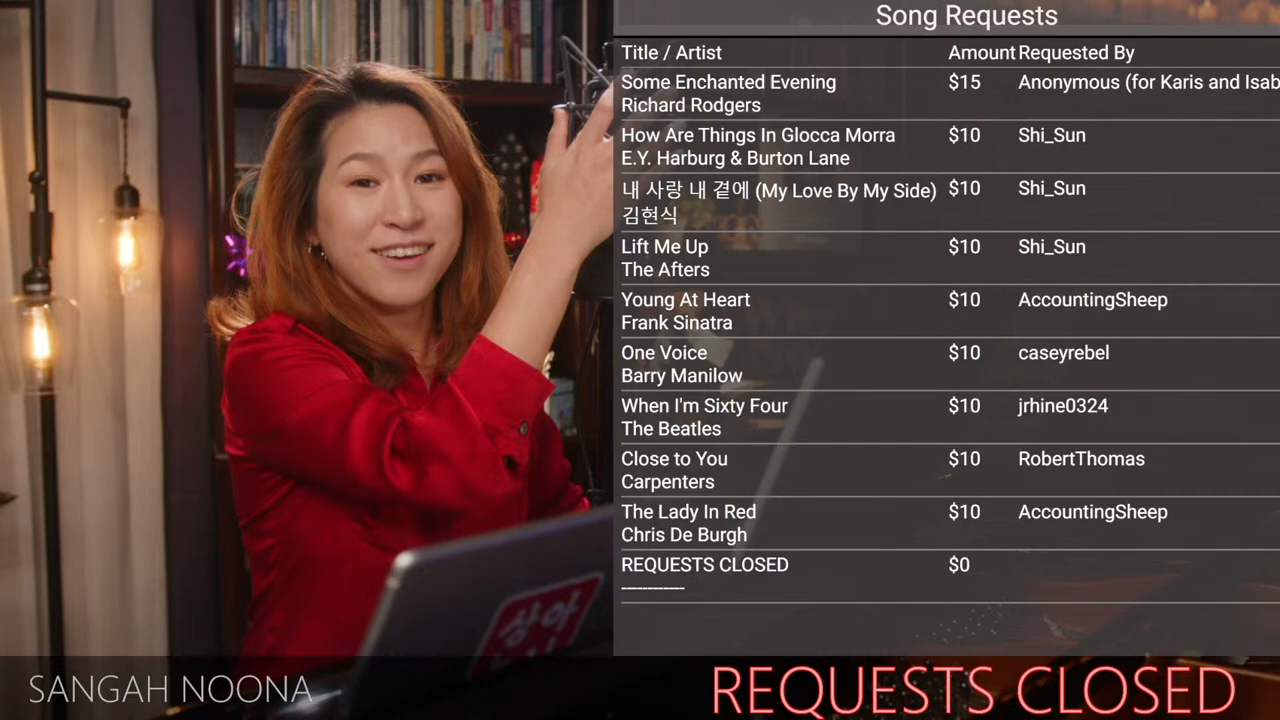 Song Requests
Title / Artist Amount Requested By
Some Enchanted Evening $15 Anonymous (for Karis and Isab
Richard Rodgers
How Are Things In Glocca Morra $10 Shi_Sun
E.Y. Harburg & Burton Lane
내 사랑 내 곁에 (My Love By My Side) $10 Shi_Sun
김현식
Lift Me Up $10 Shi_Sun
The Afters
Young At Heart $10 AccountingSheep
Frank Sinatra
One Voice $10 caseyrebel
Barry Manilow
When I'm Sixty Four $10 jrhine0324
The Beatles
Close to You $10 RobertThomas
Carpenters
The Lady In Red $10 AccountingSheep
Chris De Burgh
REQUESTS CLOSED $0
------------
상아
SANGAH NOONA
REQUESTS CLOSED